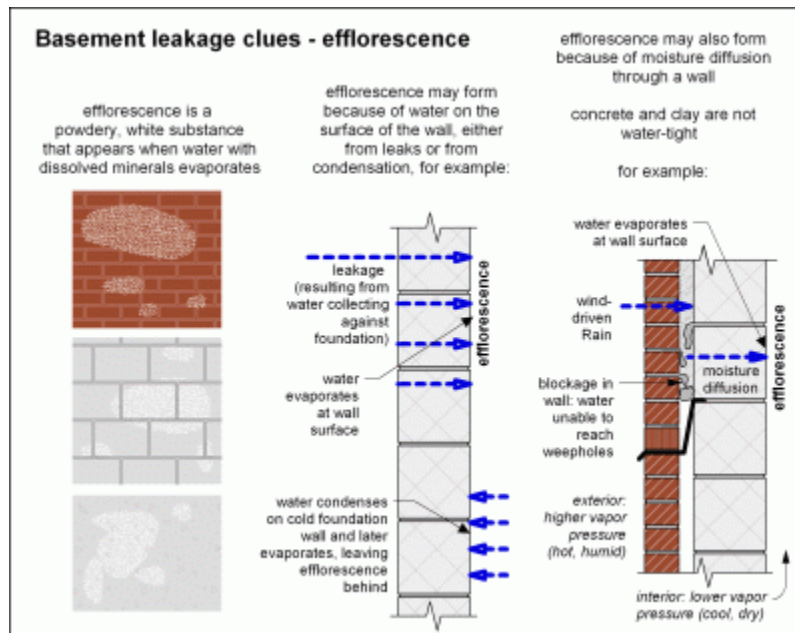 Basement leakage clues - efflorescence
efflorescence is a
powdery, white substance
that appears when water with
dissolved minerals evaporates
efflorescence may form
because of water on the
surface of the wall, either
from leaks or from
condensation, for example:
leakage
(resulting from
water collecting
against
foundation)
efflorescence
water
evaporates
at wall
surface
water condenses
on cold foundation
wall and later
evaporates, leaving
efflorescence
behind
efflorescence may also form
because of moisture diffusion
through a wall
concrete and clay are not
water-tight
for example:
water evaporates
at wall surface
wind-
driven
Rain
moisture
diffusion
efflorescence
blockage in
wall: water
unable to
reach
weepholes
exterior:
higher vapor
pressure
(hot, humid)
interior: lower vapor
pressure (cool, dry)